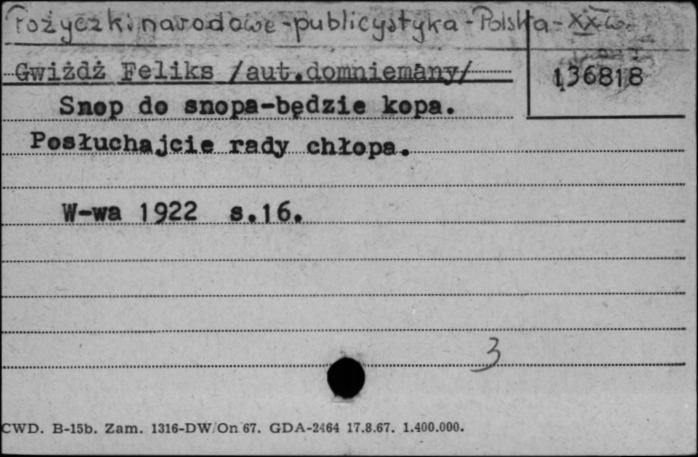 Pożyczki narodowe - publicystyka - Polska - XX w.
Gwiżdż Feliks /aut.domniemany/
136818
Snop do snopa-będzie kopa.
Posłuchajcie rady chłopa.
W-wa 1922 s.16.
3
CWD. B-15b. Zam. 1316-DW/On 67. GDA-2464 17.8.67. 1.400.000.